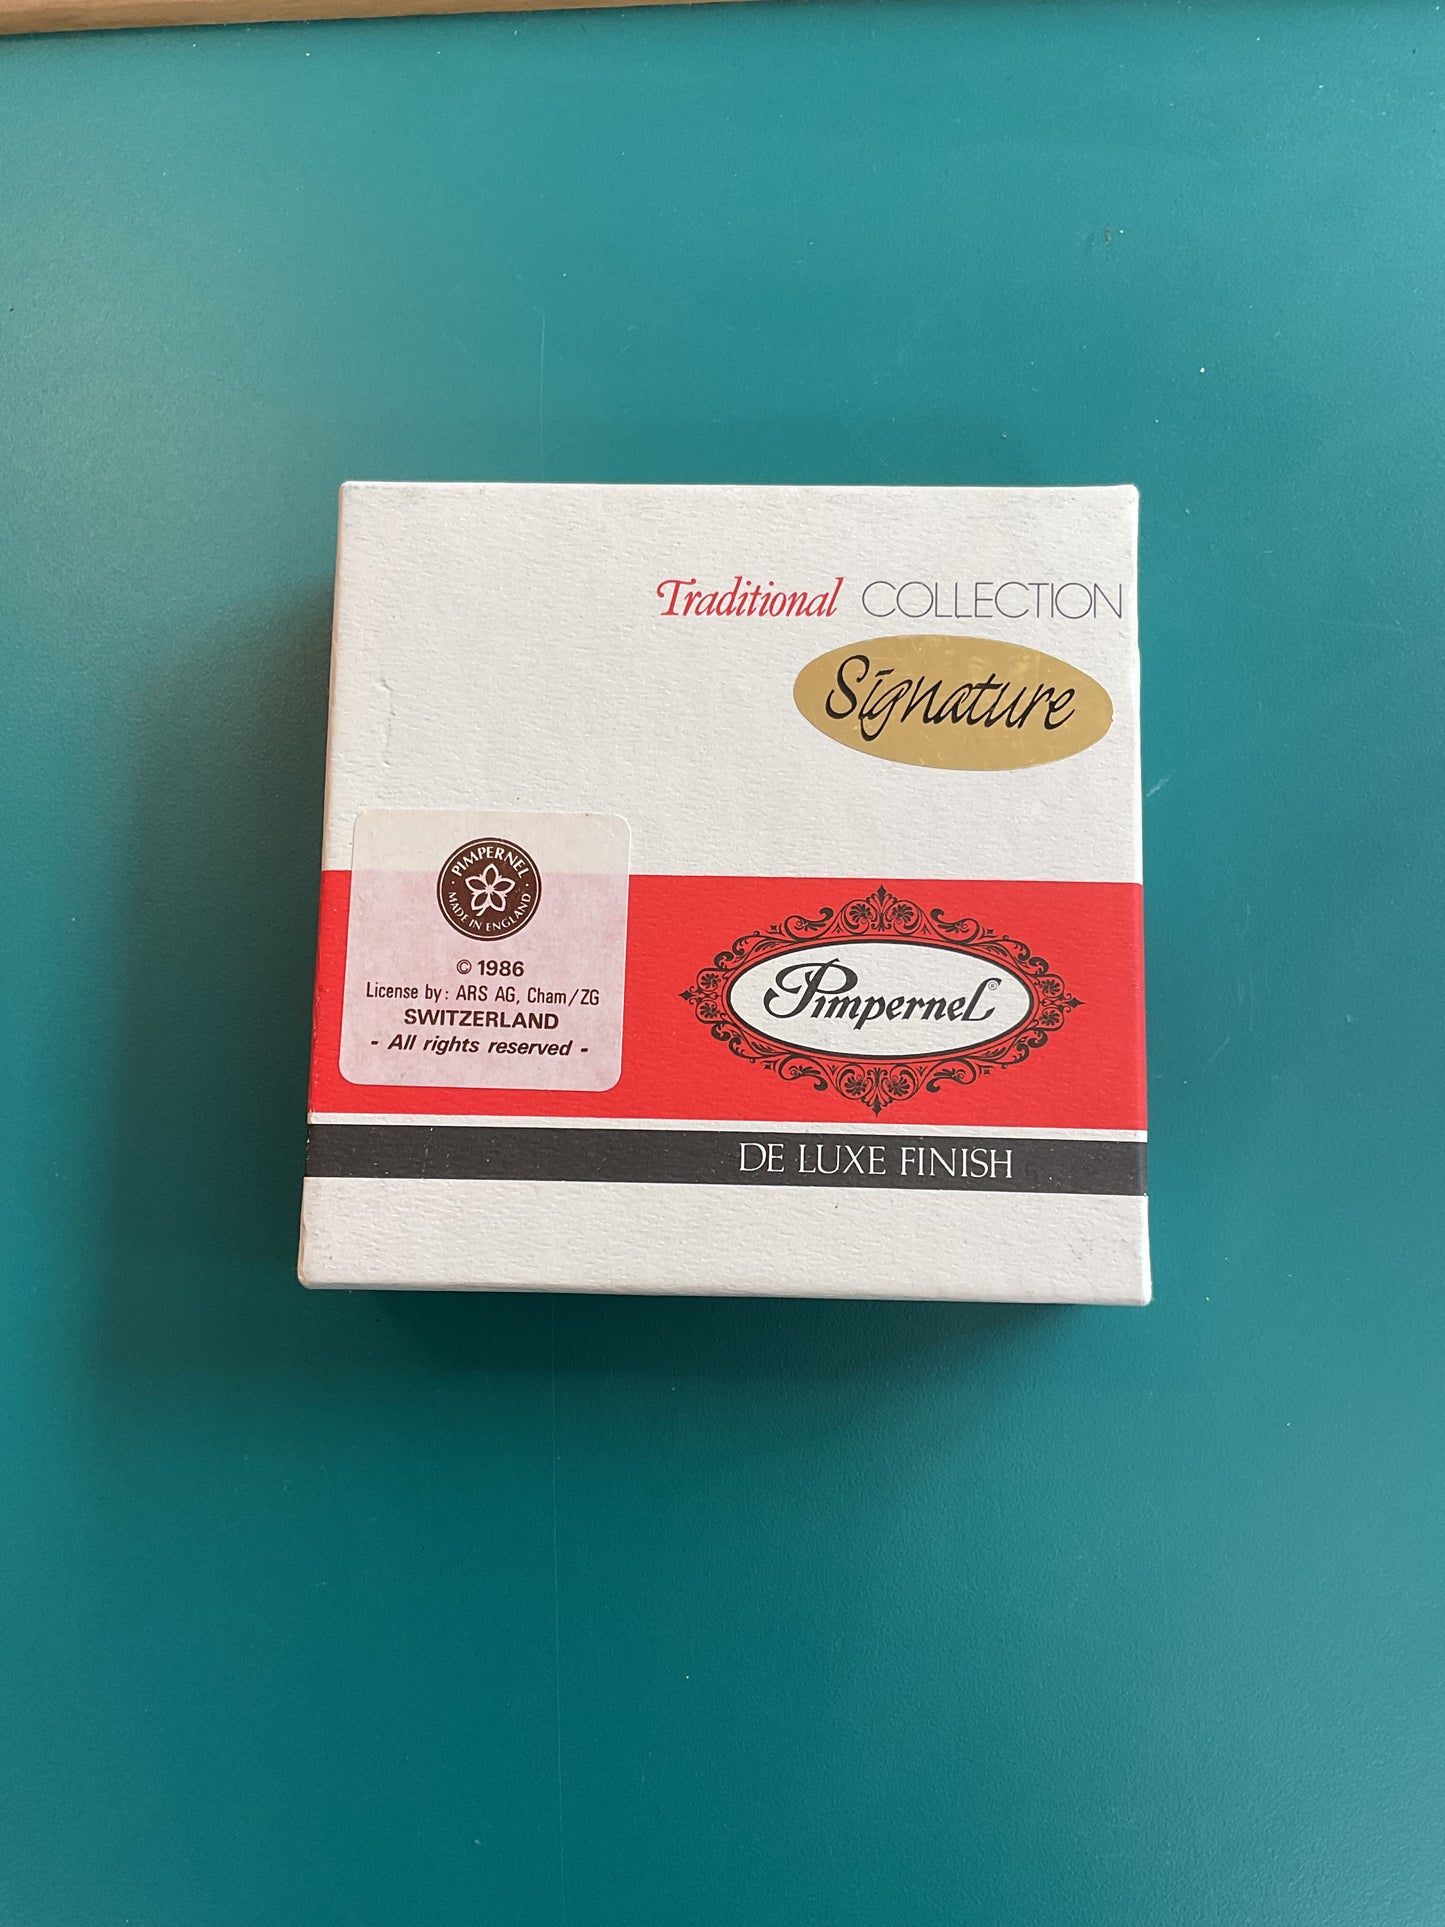 Traditional COLLECTION
Signature
PIMPERNEL
· MADE IN ENGLAND ·
© 1986
License by: ARS AG, Cham/ZG
SWITZERLAND
- All rights reserved -
Pimpernel®
DE LUXE FINISH